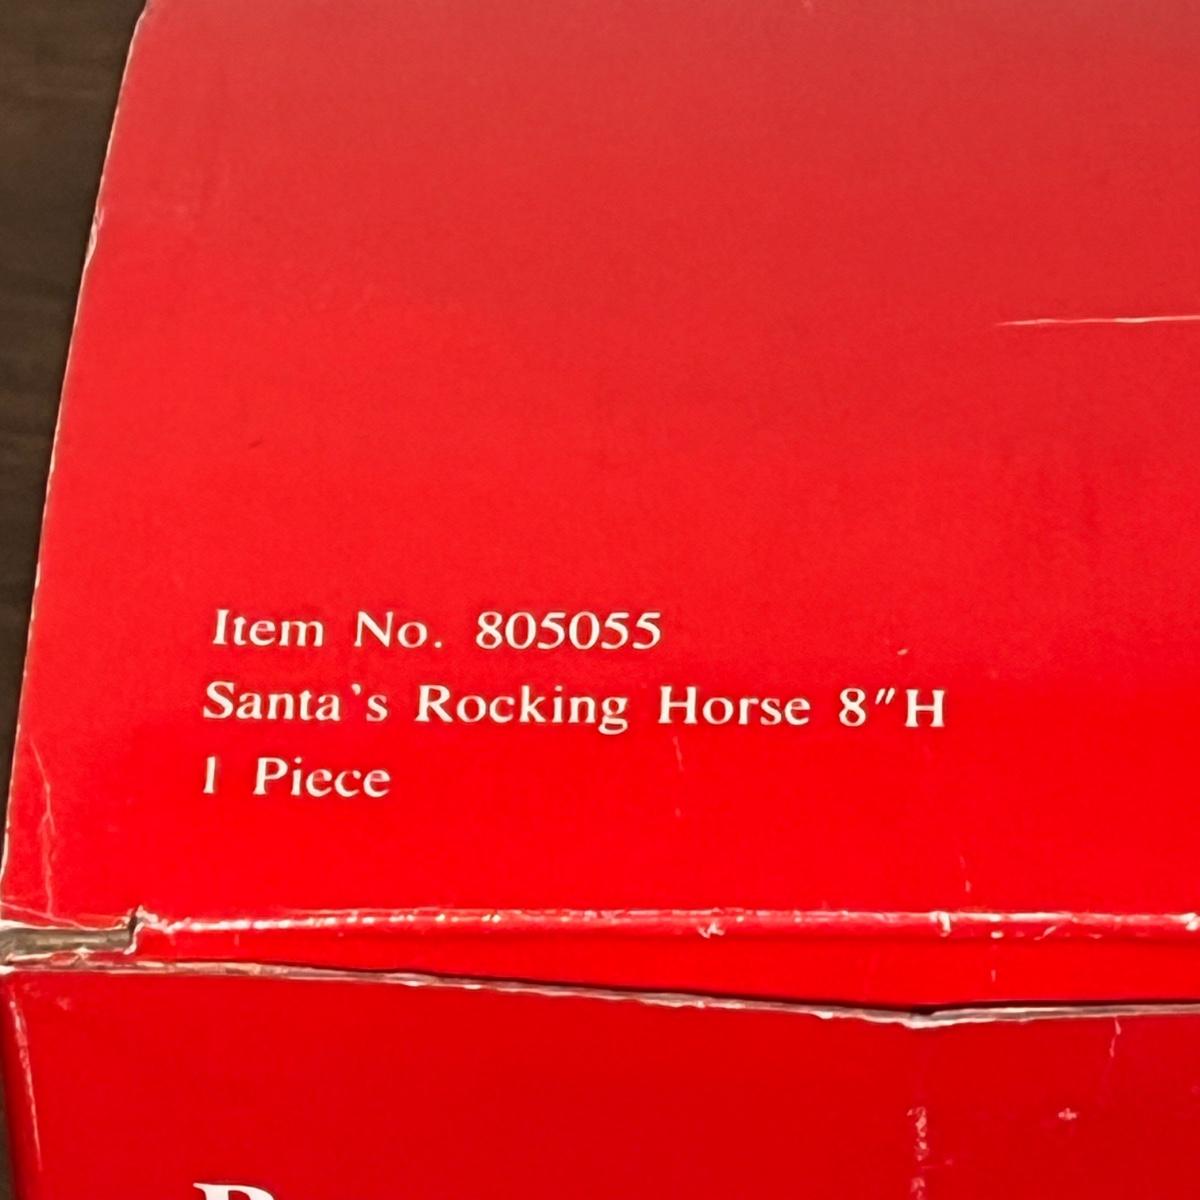 Item No. 805055
Santa's Rocking Horse 8"H
1 Piece